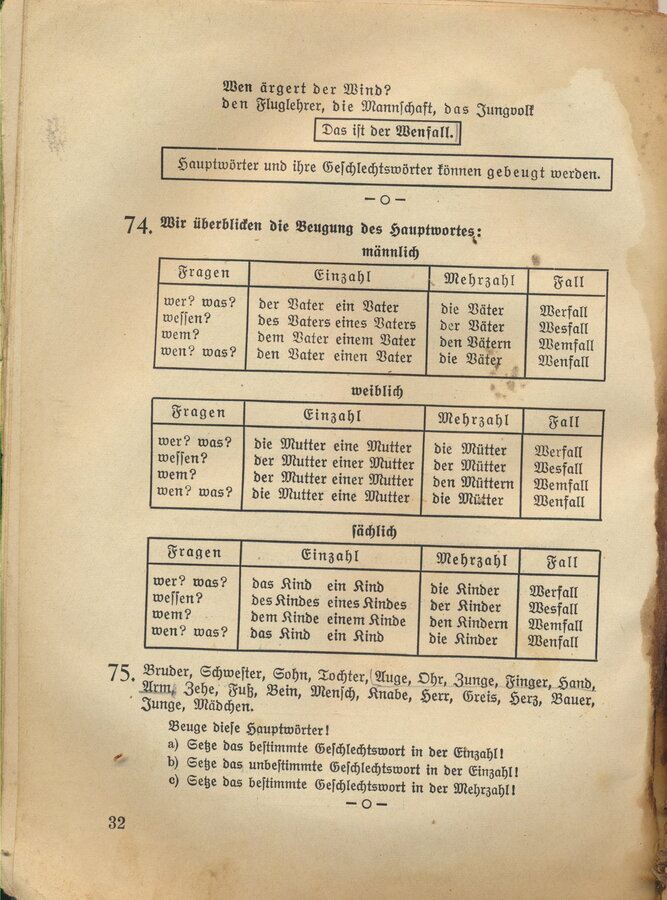 Wen ärgert der Wind?
den Fluglehrer, die Mannschaft, das Jungvolk
Das ist der Wenfall.
Hauptwörter und ihre Geschlechtswörter können gebeugt werden.
—o—
74. Wir überblicken die Beugung des Hauptwortes:
männlich
Fragen Einzahl Mehrzahl Fall
wer? was? der Vater ein Vater die Väter Werfall
wessen? des Vaters eines Vaters der Väter Wesfall
wem? dem Vater einem Vater den Vätern Wemfall
wen? was? den Vater einen Vater die Väter Wenfall
weiblich
Fragen Einzahl Mehrzahl Fall
wer? was? die Mutter eine Mutter die Mütter Werfall
wessen? der Mutter einer Mutter der Mütter Wesfall
wem? der Mutter einer Mutter den Müttern Wemfall
wen? was? die Mutter eine Mutter die Mütter Wenfall
sächlich
Fragen Einzahl Mehrzahl Fall
wer? was? das Kind ein Kind die Kinder Werfall
wessen? des Kindes eines Kindes der Kinder Wesfall
wem? dem Kinde einem Kinde den Kindern Wemfall
wen? was? das Kind ein Kind die Kinder Wenfall
75. Bruder, Schwester, Sohn, Tochter, Auge, Ohr, Zunge, Finger, Hand,
Arm, Zehe, Fuß, Bein, Mensch, Knabe, Herr, Greis, Herz, Bauer,
Junge, Mädchen.
Beuge diese Hauptwörter!
a) Setze das bestimmte Geschlechtswort in der Einzahl!
b) Setze das unbestimmte Geschlechtswort in der Einzahl!
c) Setze das bestimmte Geschlechtswort in der Mehrzahl!
—o—
32